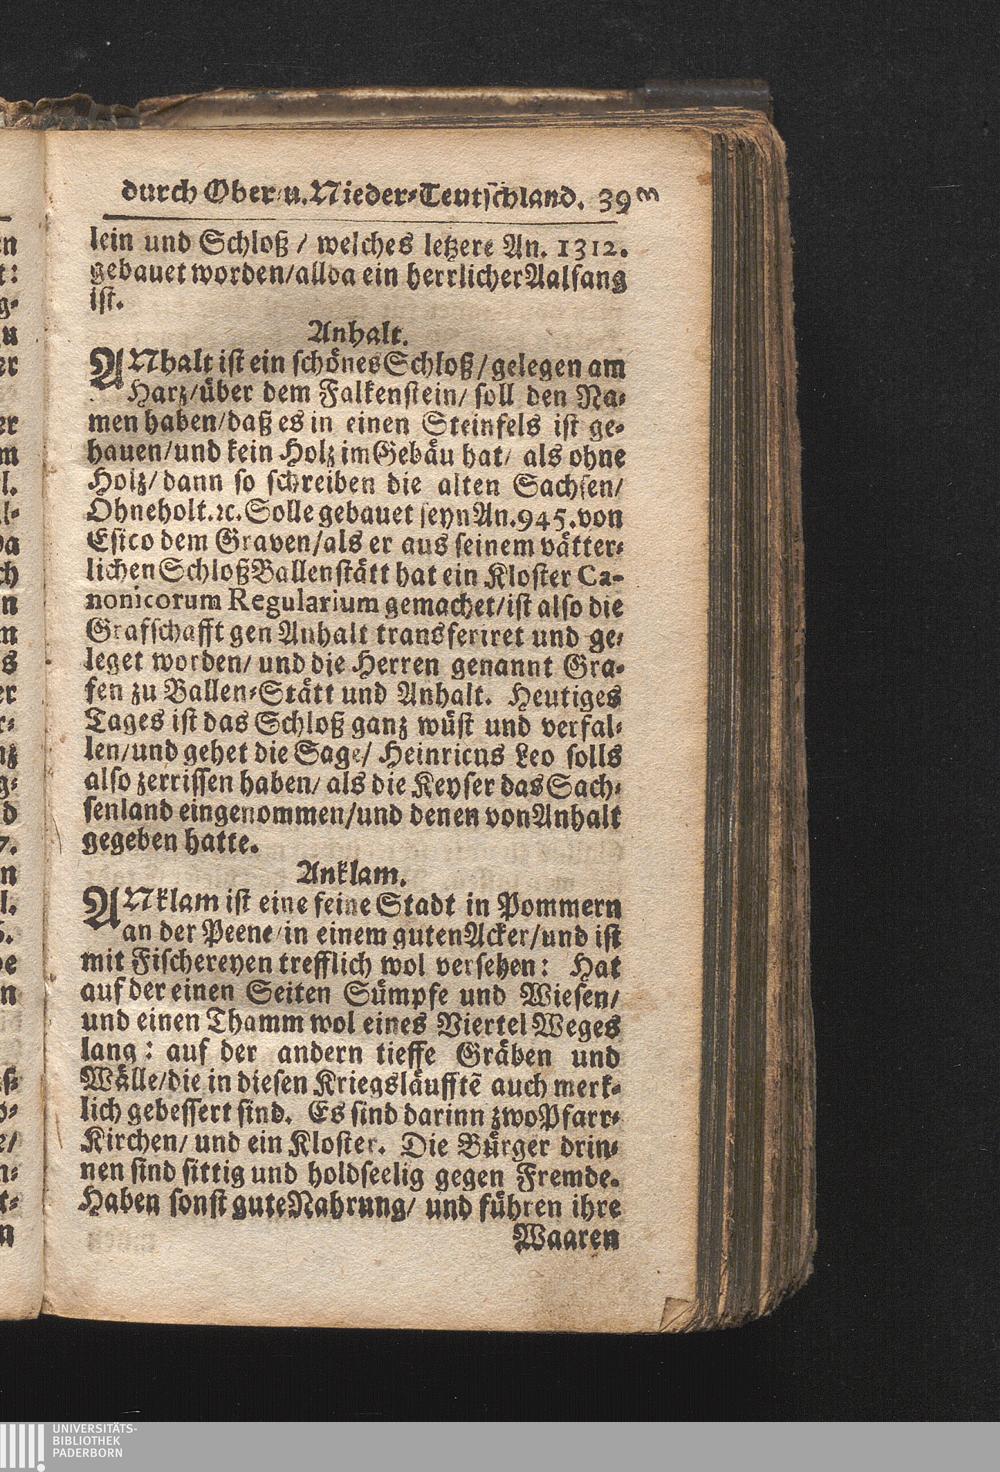 durch Ober- u. Nieder-Teutschland. 39
lein und Schloß / welches letzere An. 1312.
gebauet worden/allda ein herrlicher Aalfang
ist.
Anhalt.
ANhalt ist ein schönes Schloß/gelegen am
Harz/über dem Falkenstein/ soll den Na-
men haben/daß es in einen Steinfels ist ge-
hauen/und kein Holz im Gebäu hat/ als ohne
Holz/ dann so schreiben die alten Sachsen/
Ohneholt.ꝛc. Solle gebauet seyn An.945.von
Esico dem Graven/als er aus seinem vätter-
lichen Schloß Ballenstätt hat ein Kloster Ca-
nonicorum Regularium gemachet/ist also die
Grafschafft gen Anhalt transferiret und ge-
leget worden/ und die Herren genannt Gra-
fen zu Ballen-Stätt und Anhalt. Heutiges
Tages ist das Schloß ganz wüst und verfal-
len/und gehet die Sage/ Heinricus Leo solls
also zerrissen haben/ als die Keyser das Sach-
senland eingenommen/und denen von Anhalt
gegeben hatte.
Anklam.
ANklam ist eine feine Stadt in Pommern
an der Peene/in einem guten Acker/und ist
mit Fischereyen trefflich wol versehen: Hat
auf der einen Seiten Sümpfe und Wiesen/
und einen Thamm wol eines Viertel Weges
lang: auf der andern tieffe Gräben und
Wälle/die in diesen Kriegsläufftē auch merk-
lich gebessert sind. Es sind darinn zwo Pfarr-
Kirchen/ und ein Kloster. Die Bürger drin-
nen sind sittig und holdseelig gegen Fremde.
Haben sonst gute Nahrung/ und führen ihre
Waaren
UNIVERSITÄTS-
BIBLIOTHEK
PADERBORN